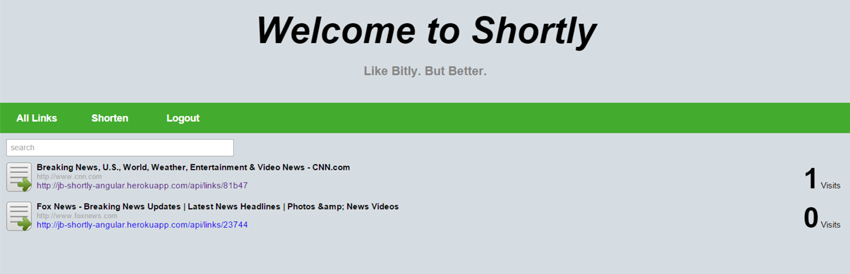 Welcome to Shortly
Like Bitly. But Better.
All Links Shorten Logout
search
Breaking News, U.S., World, Weather, Entertainment & Video News - CNN.com
http://www.cnn.com
http://jb-shortly-angular.herokuapp.com/api/links/81b47
1 Visits
Fox News - Breaking News Updates | Latest News Headlines | Photos &amp; News Videos
http://www.foxnews.com
http://jb-shortly-angular.herokuapp.com/api/links/23744
0 Visits